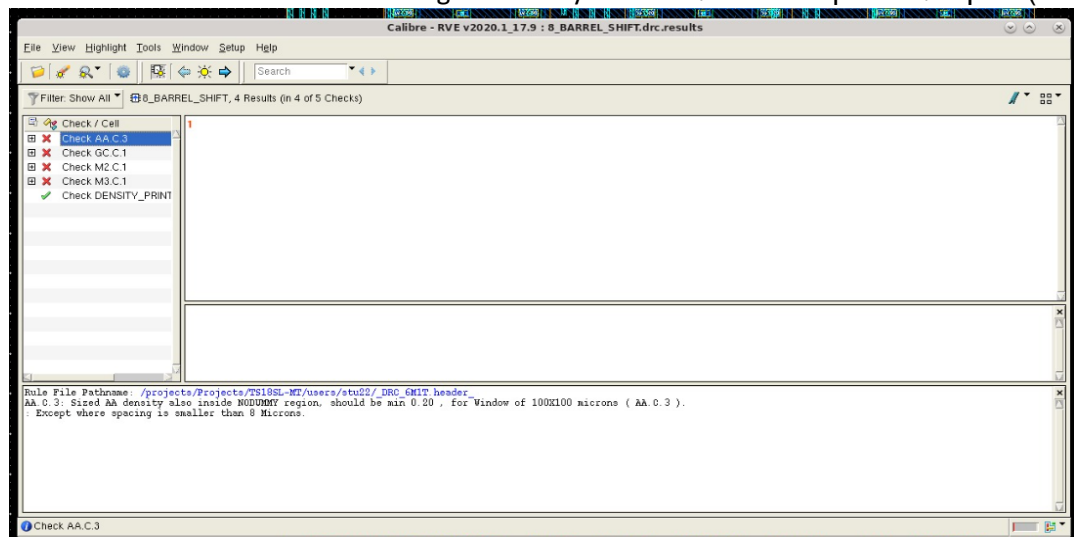 Calibre - RVE v2020.1_17.9 : 8_BARREL_SHIFT.drc.results
File View Highlight Tools Window Setup Help
Search
Filter: Show All 8_BARREL_SHIFT, 4 Results (in 4 of 5 Checks)
Check / Cell
1
Check AA.C.3
Check GC.C.1
Check M2.C.1
Check M3.C.1
Check DENSITY_PRINT
Rule File Pathname: /projects/Projects/TS18SL-MT/users/stu22/_DRC_6M1T.header_
AA.C.3: Sized AA density also inside NODUMMY region, should be min 0.20 , for Window of 100X100 microns ( AA.C.3 ).
: Except where spacing is smaller than 8 Microns.
Check AA.C.3